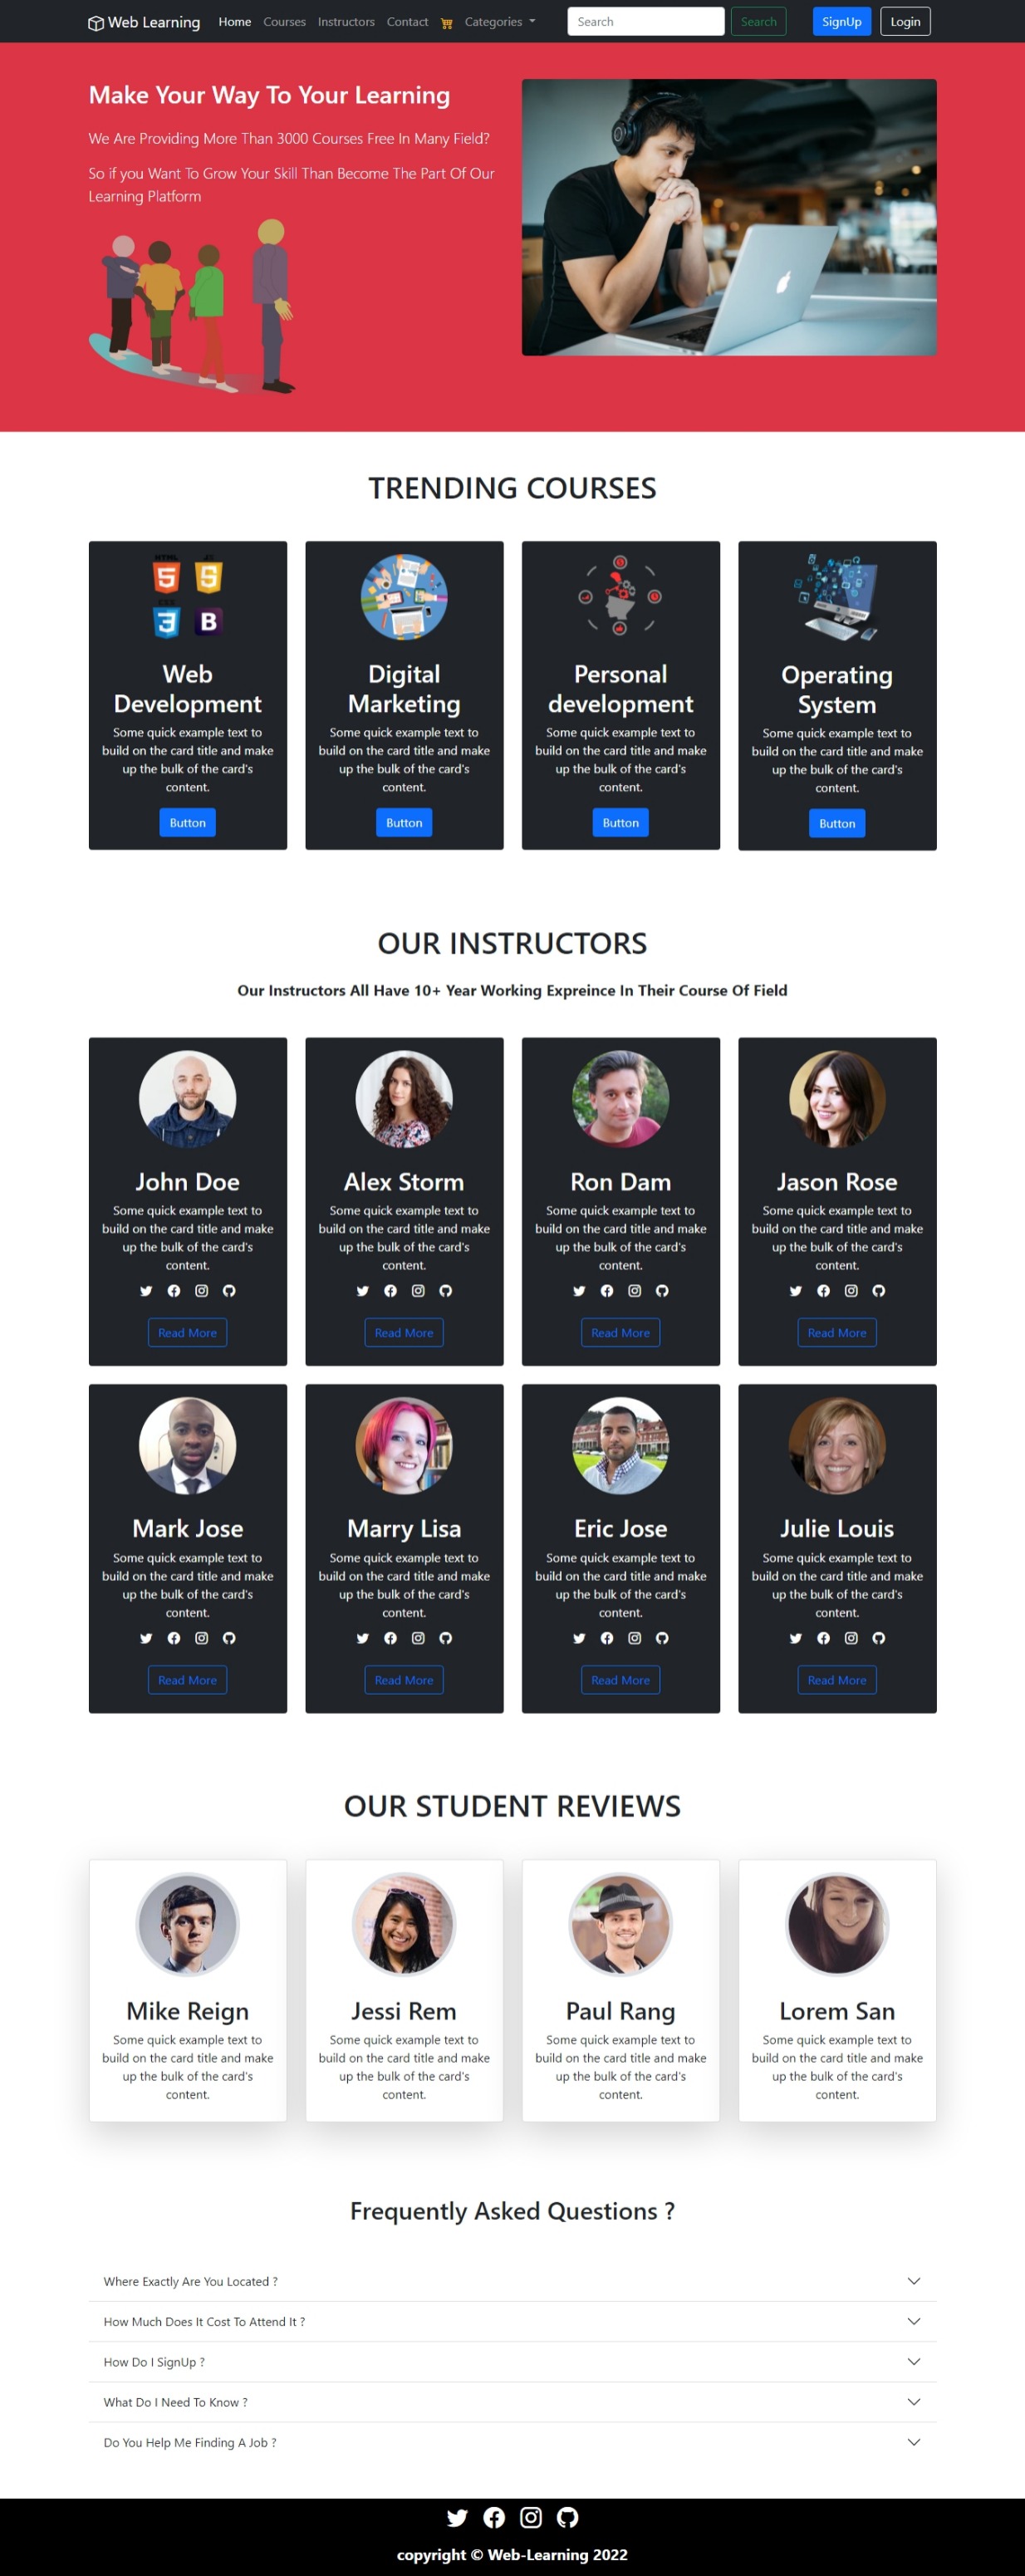 Web Learning Home Courses Instructors Contact Categories Search Search SignUp Login
Make Your Way To Your Learning
We Are Providing More Than 3000 Courses Free In Many Field?
So if you Want To Grow Your Skill Than Become The Part Of Our
Learning Platform
TRENDING COURSES
HTML JS
5 5
CSS
3 B
Web
Development
Some quick example text to
build on the card title and make
up the bulk of the card's
content.
Button
Digital
Marketing
Some quick example text to
build on the card title and make
up the bulk of the card's
content.
Button
Personal
development
Some quick example text to
build on the card title and make
up the bulk of the card's
content.
Button
Operating
System
Some quick example text to
build on the card title and make
up the bulk of the card's
content.
Button
OUR INSTRUCTORS
Our Instructors All Have 10+ Year Working Expreince In Their Course Of Field
John Doe
Some quick example text to
build on the card title and make
up the bulk of the card's
content.
Read More
Alex Storm
Some quick example text to
build on the card title and make
up the bulk of the card's
content.
Read More
Ron Dam
Some quick example text to
build on the card title and make
up the bulk of the card's
content.
Read More
Jason Rose
Some quick example text to
build on the card title and make
up the bulk of the card's
content.
Read More
Mark Jose
Some quick example text to
build on the card title and make
up the bulk of the card's
content.
Read More
Marry Lisa
Some quick example text to
build on the card title and make
up the bulk of the card's
content.
Read More
Eric Jose
Some quick example text to
build on the card title and make
up the bulk of the card's
content.
Read More
Julie Louis
Some quick example text to
build on the card title and make
up the bulk of the card's
content.
Read More
OUR STUDENT REVIEWS
Mike Reign
Some quick example text to
build on the card title and make
up the bulk of the card's
content.
Jessi Rem
Some quick example text to
build on the card title and make
up the bulk of the card's
content.
Paul Rang
Some quick example text to
build on the card title and make
up the bulk of the card's
content.
Lorem San
Some quick example text to
build on the card title and make
up the bulk of the card's
content.
Frequently Asked Questions ?
Where Exactly Are You Located ?
How Much Does It Cost To Attend It ?
How Do I SignUp ?
What Do I Need To Know ?
Do You Help Me Finding A Job ?
copyright © Web-Learning 2022